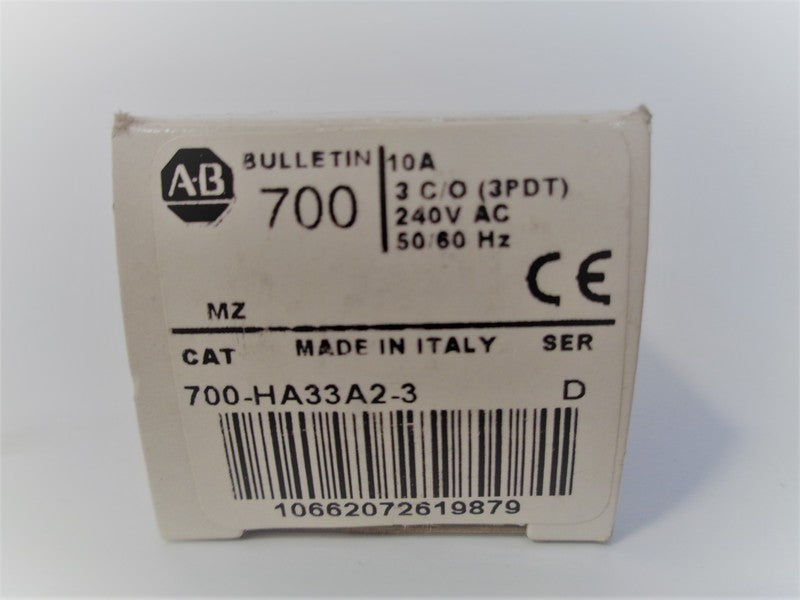 A-B
BULLETIN
700
10A
3 C/O (3PDT)
240V AC
50/60 Hz
CE
MZ
CAT MADE IN ITALY SER
700-HA33A2-3 D
10662072619879